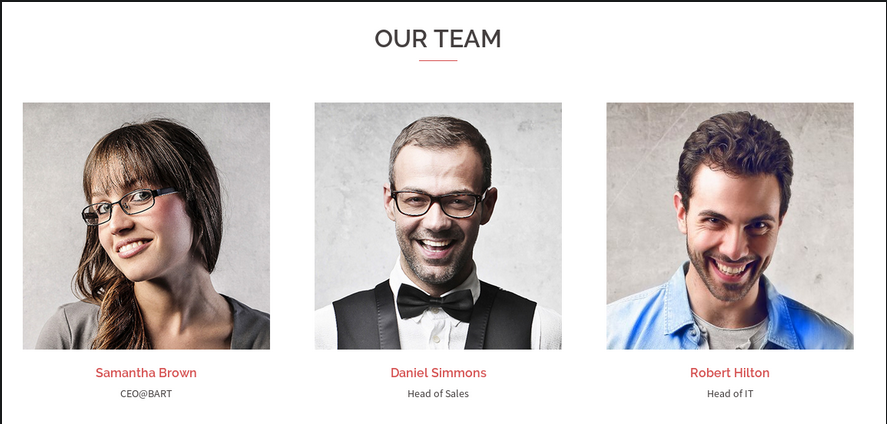 OUR TEAM
Samantha Brown
Daniel Simmons
Robert Hilton
CEO@BART
Head of Sales
Head of IT